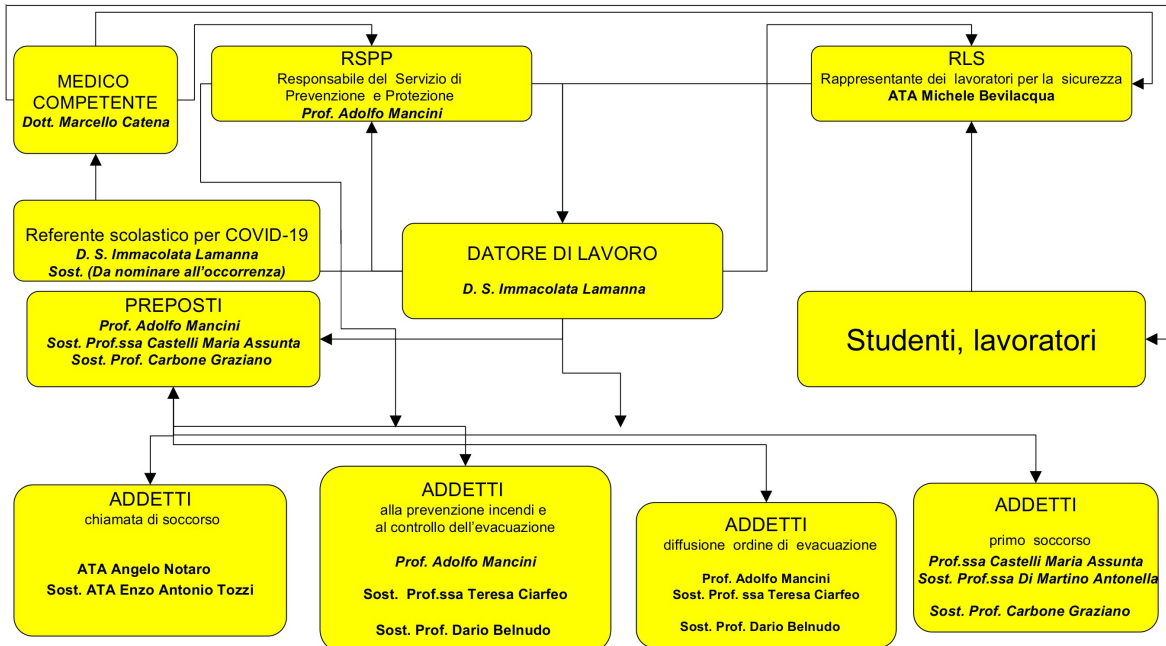 MEDICO
COMPETENTE
Dott. Marcello Catena
RSPP
Responsabile del Servizio di
Prevenzione e Protezione
Prof. Adolfo Mancini
RLS
Rappresentante dei lavoratori per la sicurezza
ATA Michele Bevilacqua
Referente scolastico per COVID-19
D. S. Immacolata Lamanna
Sost. (Da nominare all'occorrenza)
DATORE DI LAVORO
D. S. Immacolata Lamanna
PREPOSTI
Prof. Adolfo Mancini
Sost. Prof.ssa Castelli Maria Assunta
Sost. Prof. Carbone Graziano
Studenti, lavoratori
ADDETTI
chiamata di soccorso
ATA Angelo Notaro
Sost. ATA Enzo Antonio Tozzi
ADDETTI
alla prevenzione incendi e
al controllo dell'evacuazione
Prof. Adolfo Mancini
Sost. Prof.ssa Teresa Ciarfeo
Sost. Prof. Dario Belnudo
ADDETTI
diffusione ordine di evacuazione
Prof. Adolfo Mancini
Sost. Prof. ssa Teresa Ciarfeo
Sost. Prof. Dario Belnudo
ADDETTI
primo soccorso
Prof.ssa Castelli Maria Assunta
Sost. Prof.ssa Di Martino Antonella
Sost. Prof. Carbone Graziano